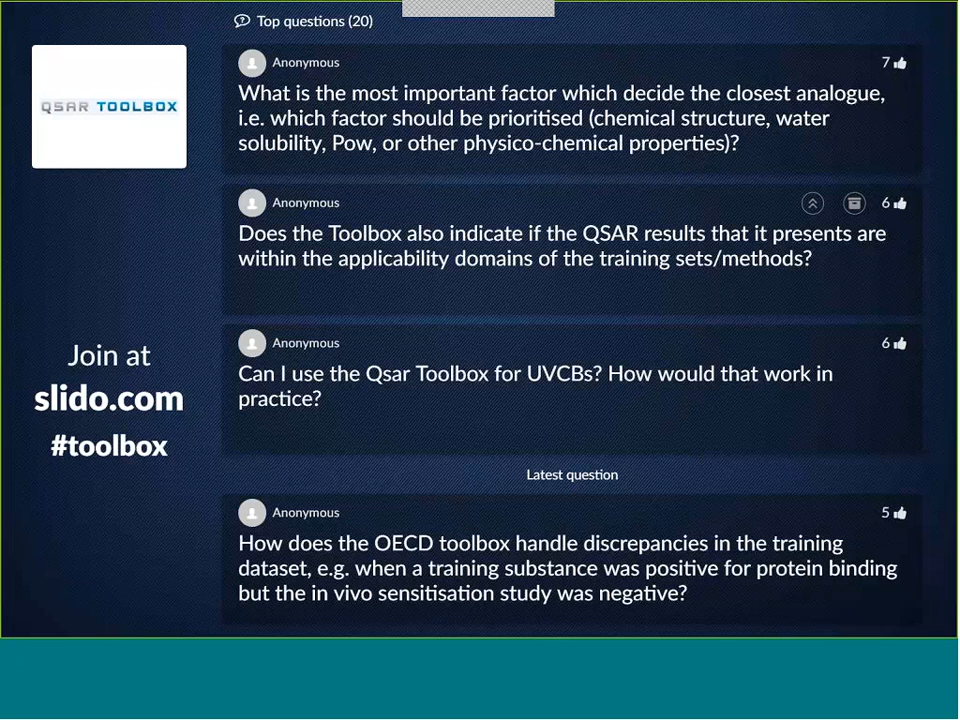 Top questions (20)
QSAR TOOLBOX
Join at
slido.com
#toolbox
Anonymous
7
What is the most important factor which decide the closest analogue,
i.e. which factor should be prioritised (chemical structure, water
solubility, Pow, or other physico-chemical properties)?
Anonymous
6
Does the Toolbox also indicate if the QSAR results that it presents are
within the applicability domains of the training sets/methods?
Anonymous
6
Can I use the Qsar Toolbox for UVCBs? How would that work in
practice?
Latest question
Anonymous
5
How does the OECD toolbox handle discrepancies in the training
dataset, e.g. when a training substance was positive for protein binding
but the in vivo sensitisation study was negative?